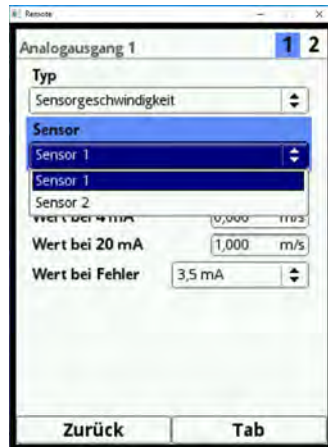 Remote
Analogausgang 1 1 2
Typ
Sensorgeschwindigkeit
Sensor
Sensor 1
Sensor 1
Sensor 2
Wert bei 4 mA 0,000 m/s
Wert bei 20 mA 1,000 m/s
Wert bei Fehler 3,5 mA
Zurück Tab